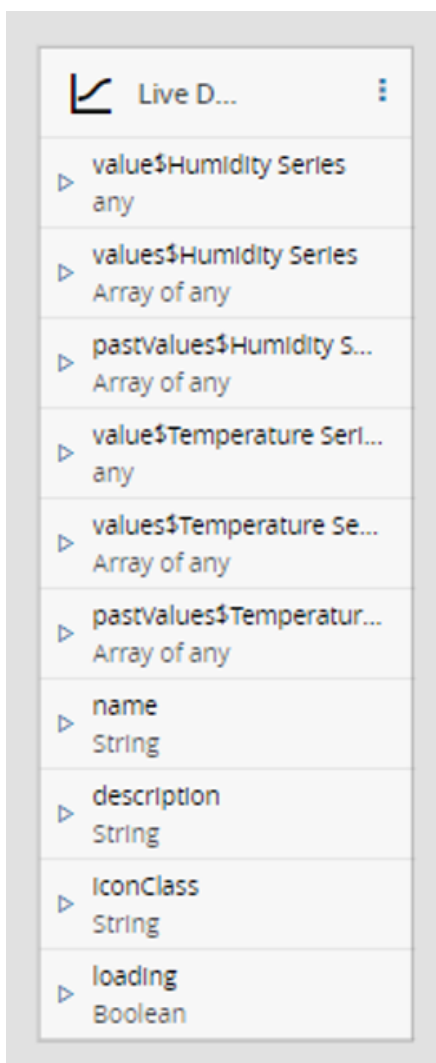 Live D...
value$Humidity Series
any
values$Humidity Series
Array of any
pastValues$Humidity S...
Array of any
value$Temperature Seri...
any
values$Temperature Se...
Array of any
pastValues$Temperatur...
Array of any
name
String
description
String
iconClass
String
loading
Boolean